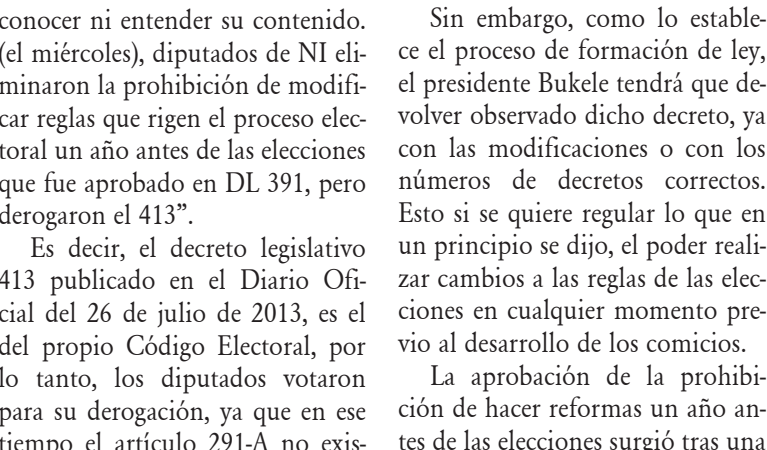 conocer ni entender su contenido.
(el miércoles), diputados de NI eli-
minaron la prohibición de modifi-
car reglas que rigen el proceso elec-
toral un año antes de las elecciones
que fue aprobado en DL 391, pero
derogaron el 413”.
Es decir, el decreto legislativo
413 publicado en el Diario Ofi-
cial del 26 de julio de 2013, es el
del propio Código Electoral, por
lo tanto, los diputados votaron
para su derogación, ya que en ese
tiempo el artículo 291-A no exis-
Sin embargo, como lo estable-
ce el proceso de formación de ley,
el presidente Bukele tendrá que de-
volver observado dicho decreto, ya
con las modificaciones o con los
números de decretos correctos.
Esto si se quiere regular lo que en
un principio se dijo, el poder reali-
zar cambios a las reglas de las elec-
ciones en cualquier momento pre-
vio al desarrollo de los comicios.
La aprobación de la prohibi-
ción de hacer reformas un año an-
tes de las elecciones surgió tras una